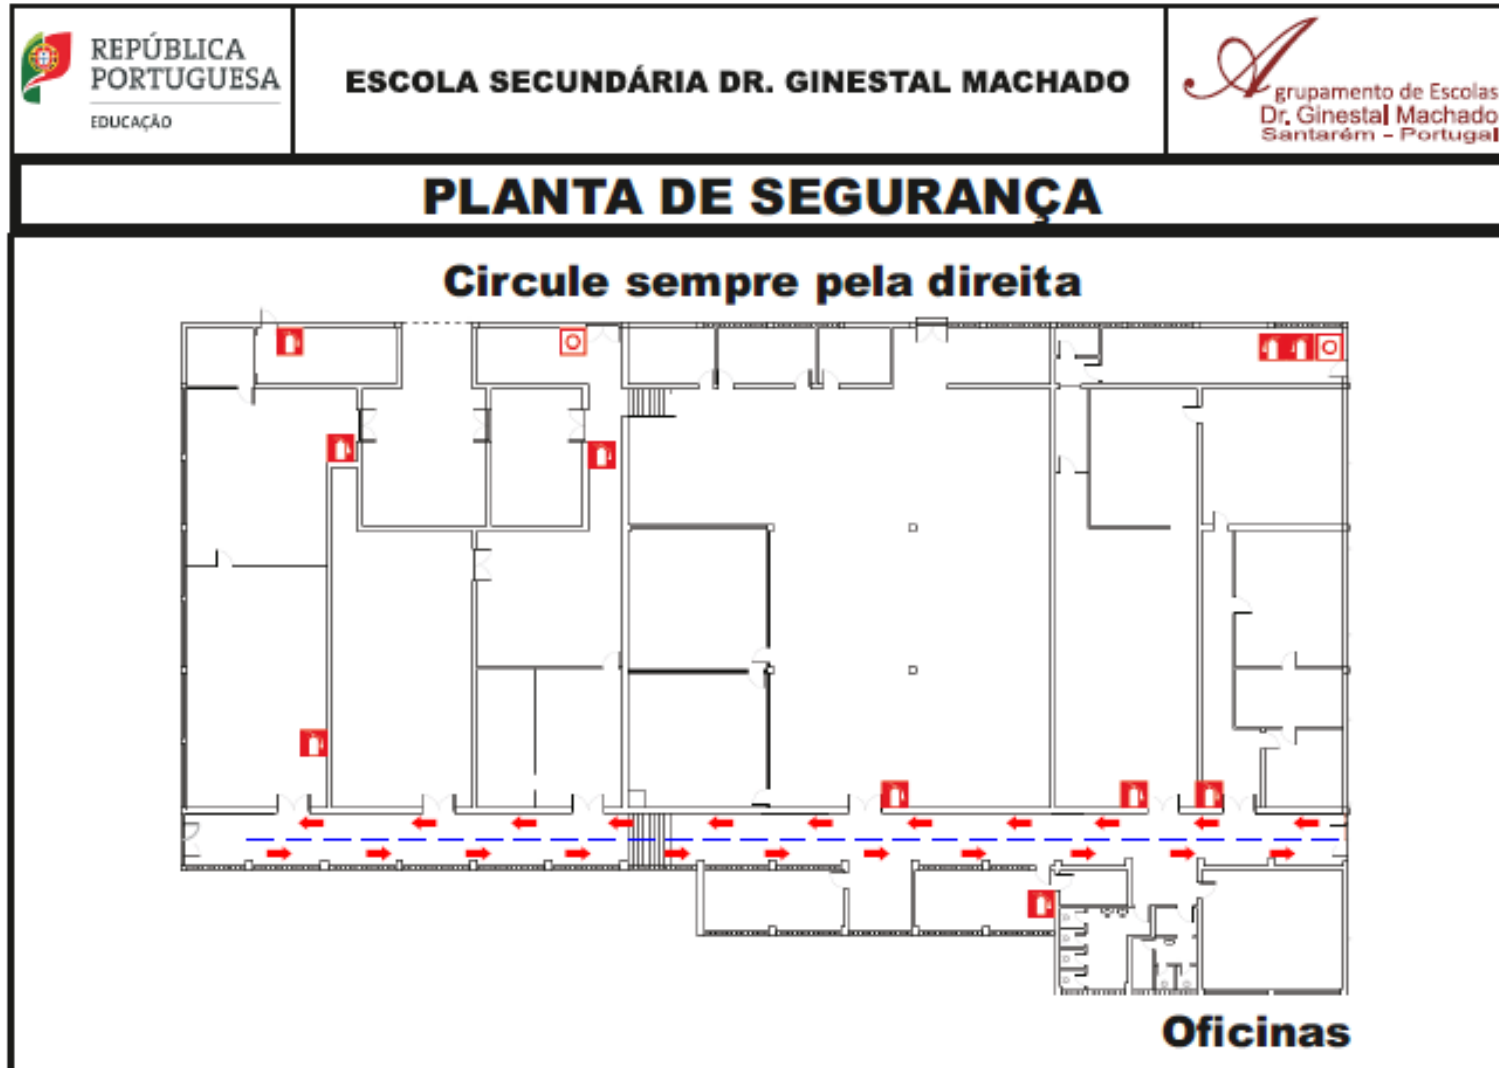 REPÚBLICA
PORTUGUESA
EDUCAÇÃO
ESCOLA SECUNDÁRIA DR. GINESTAL MACHADO
Agrupamento de Escolas
Dr. Ginestal Machado
Santarém - Portugal
PLANTA DE SEGURANÇA
Circule sempre pela direita
Oficinas